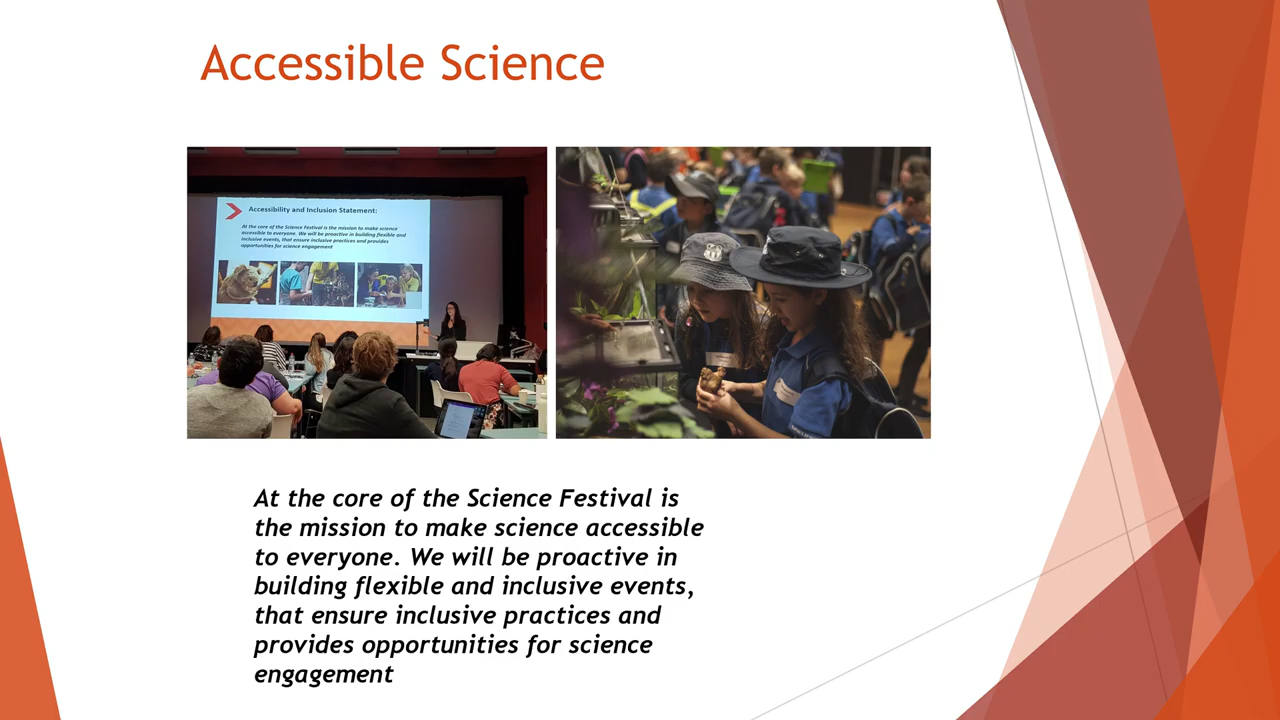 Accessible Science
Accessibility and Inclusion Statement:
At the core of the Science Festival is the mission to make science
accessible to everyone. We will be proactive in building flexible and
inclusive events, that ensure inclusive practices and provides
opportunities for science engagement
At the core of the Science Festival is
the mission to make science accessible
to everyone. We will be proactive in
building flexible and inclusive events,
that ensure inclusive practices and
provides opportunities for science
engagement